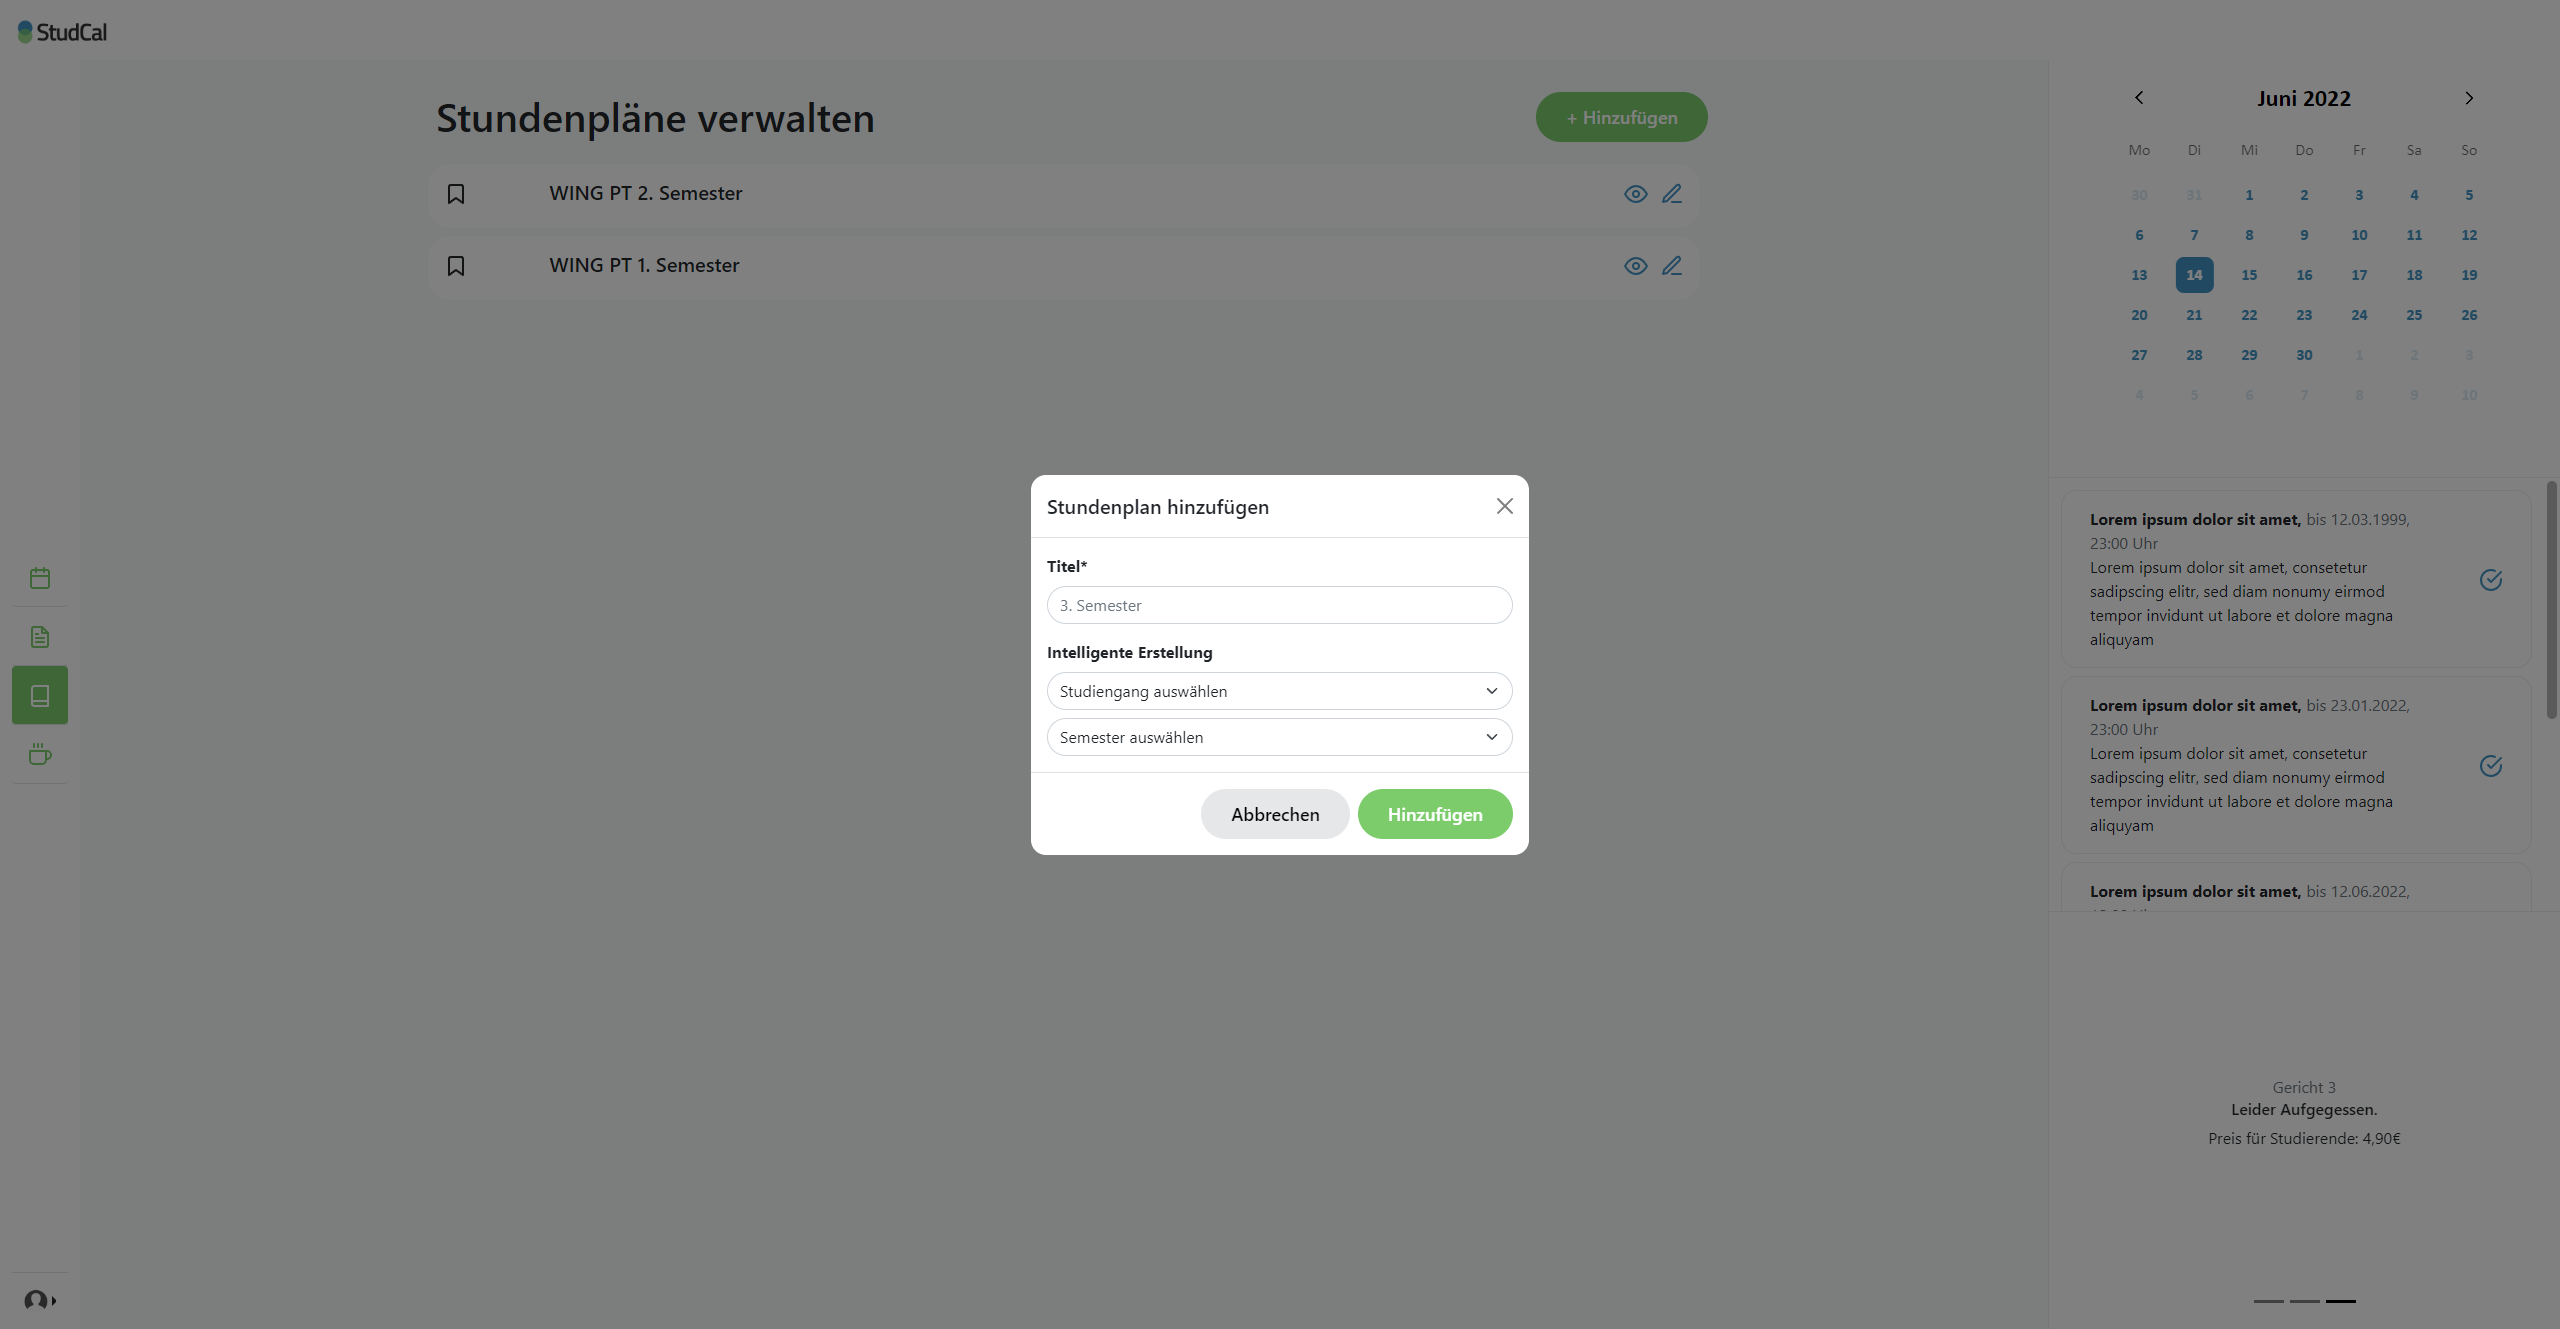 StudCal
Stundenpläne verwalten
+ Hinzufügen
WING PT 2. Semester
WING PT 1. Semester
Juni 2022
Mo Di Mi Do Fr Sa So
30 31 1 2 3 4 5
6 7 8 9 10 11 12
13 14 15 16 17 18 19
20 21 22 23 24 25 26
27 28 29 30 1 2 3
4 5 6 7 8 9 10
Stundenplan hinzufügen
Titel*
3. Semester
Intelligente Erstellung
Studiengang auswählen
Semester auswählen
Abbrechen Hinzufügen
Lorem ipsum dolor sit amet, bis 12.03.1999,
23:00 Uhr
Lorem ipsum dolor sit amet, consetetur
sadipscing elitr, sed diam nonumy eirmod
tempor invidunt ut labore et dolore magna
aliquyam
Lorem ipsum dolor sit amet, bis 23.01.2022,
23:00 Uhr
Lorem ipsum dolor sit amet, consetetur
sadipscing elitr, sed diam nonumy eirmod
tempor invidunt ut labore et dolore magna
aliquyam
Lorem ipsum dolor sit amet, bis 12.06.2022,
Gericht 3
Leider Aufgegessen.
Preis für Studierende: 4,90€